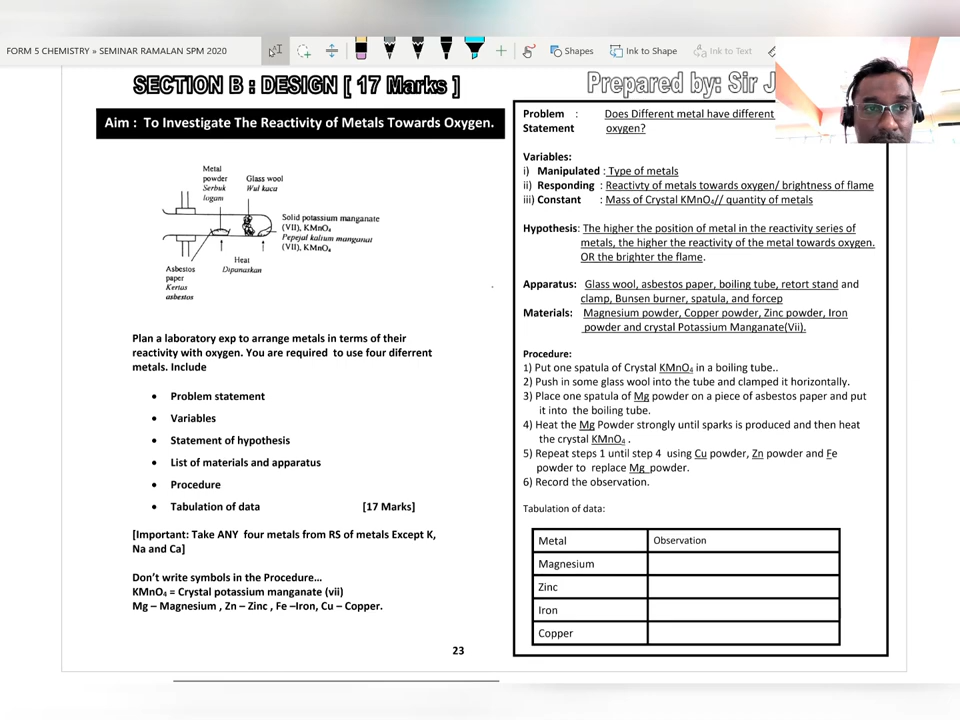 FORM 5 CHEMISTRY » SEMINAR RAMALAN SPM 2020
Shapes
Ink to Shape
Ink to Text
SECTION B : DESIGN [ 17 Marks ]
Aim : To Investigate The Reactivity of Metals Towards Oxygen.
Metal
powder
Serbuk
logam
Glass wool
Wul kaca
Solid potassium manganate
(VII), KMnO₄
Pepejal kalium manganat
(VII), KMnO₄
Heat
Dipanaskan
Asbestos
paper
Kertas
asbestos
Plan a laboratory exp to arrange metals in terms of their
reactivity with oxygen. You are required to use four diferrent
metals. Include
• Problem statement
• Variables
• Statement of hypothesis
• List of materials and apparatus
• Procedure
• Tabulation of data [17 Marks]
[Important: Take ANY four metals from RS of metals Except K,
Na and Ca]
Don't write symbols in the Procedure...
KMnO₄ = Crystal potassium manganate (vii)
Mg – Magnesium , Zn – Zinc , Fe –Iron, Cu – Copper.
23
Prepared by: Sir J
Problem : Does Different metal have different
Statement oxygen?
Variables:
i) Manipulated : Type of metals
ii) Responding : Reactivty of metals towards oxygen/ brightness of flame
iii) Constant : Mass of Crystal KMnO₄// quantity of metals
Hypothesis: The higher the position of metal in the reactivity series of
metals, the higher the reactivity of the metal towards oxygen.
OR the brighter the flame.
Apparatus: Glass wool, asbestos paper, boiling tube, retort stand and
clamp, Bunsen burner, spatula, and forcep
Materials: Magnesium powder, Copper powder, Zinc powder, Iron
powder and crystal Potassium Manganate(Vii).
Procedure:
1) Put one spatula of Crystal KMnO₄ in a boiling tube..
2) Push in some glass wool into the tube and clamped it horizontally.
3) Place one spatula of Mg powder on a piece of asbestos paper and put
it into the boiling tube.
4) Heat the Mg Powder strongly until sparks is produced and then heat
the crystal KMnO₄ .
5) Repeat steps 1 until step 4 using Cu powder, Zn powder and Fe
powder to replace Mg powder.
6) Record the observation.
Tabulation of data:
Metal Observation
Magnesium
Zinc
Iron
Copper